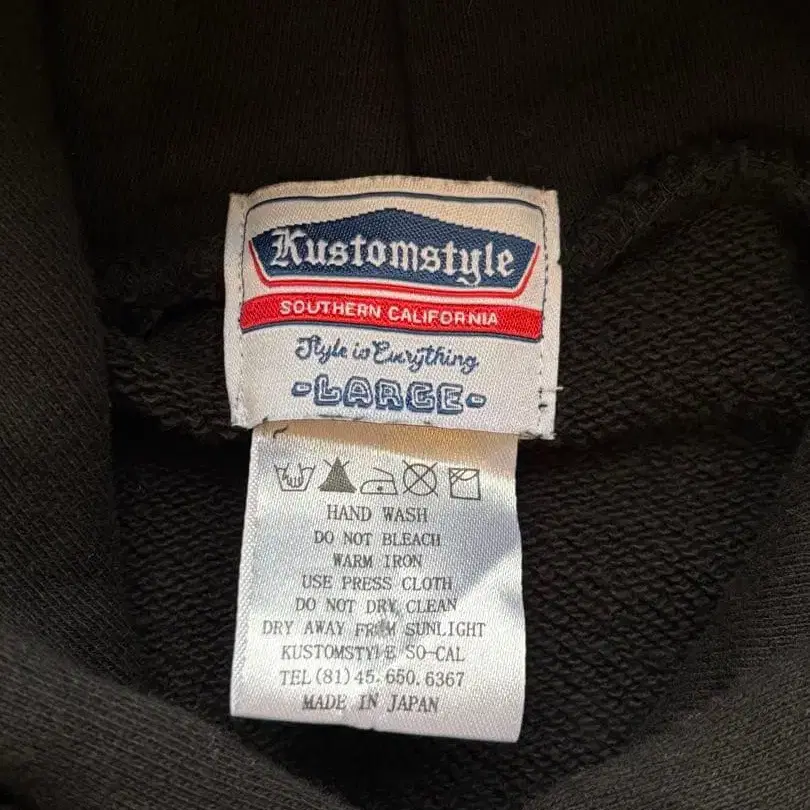 Kustomstyle
SOUTHERN CALIFORNIA
Style is Everything
-LARGE-
HAND WASH
DO NOT BLEACH
WARM IRON
USE PRESS CLOTH
DO NOT DRY CLEAN
DRY AWAY FROM SUNLIGHT
KUSTOMSTYLE SO-CAL
TEL(81)45.650.6367
MADE IN JAPAN